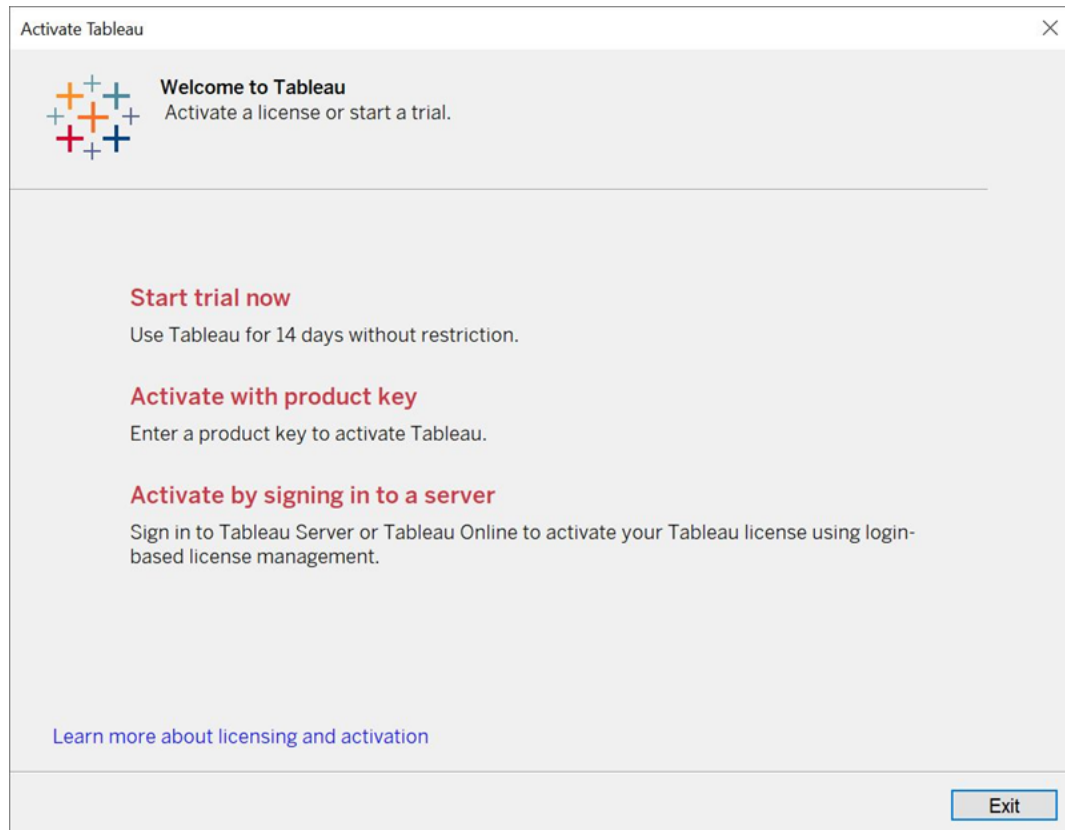 Activate Tableau
Welcome to Tableau
Activate a license or start a trial.
Start trial now
Use Tableau for 14 days without restriction.
Activate with product key
Enter a product key to activate Tableau.
Activate by signing in to a server
Sign in to Tableau Server or Tableau Online to activate your Tableau license using login-
based license management.
Learn more about licensing and activation
Exit